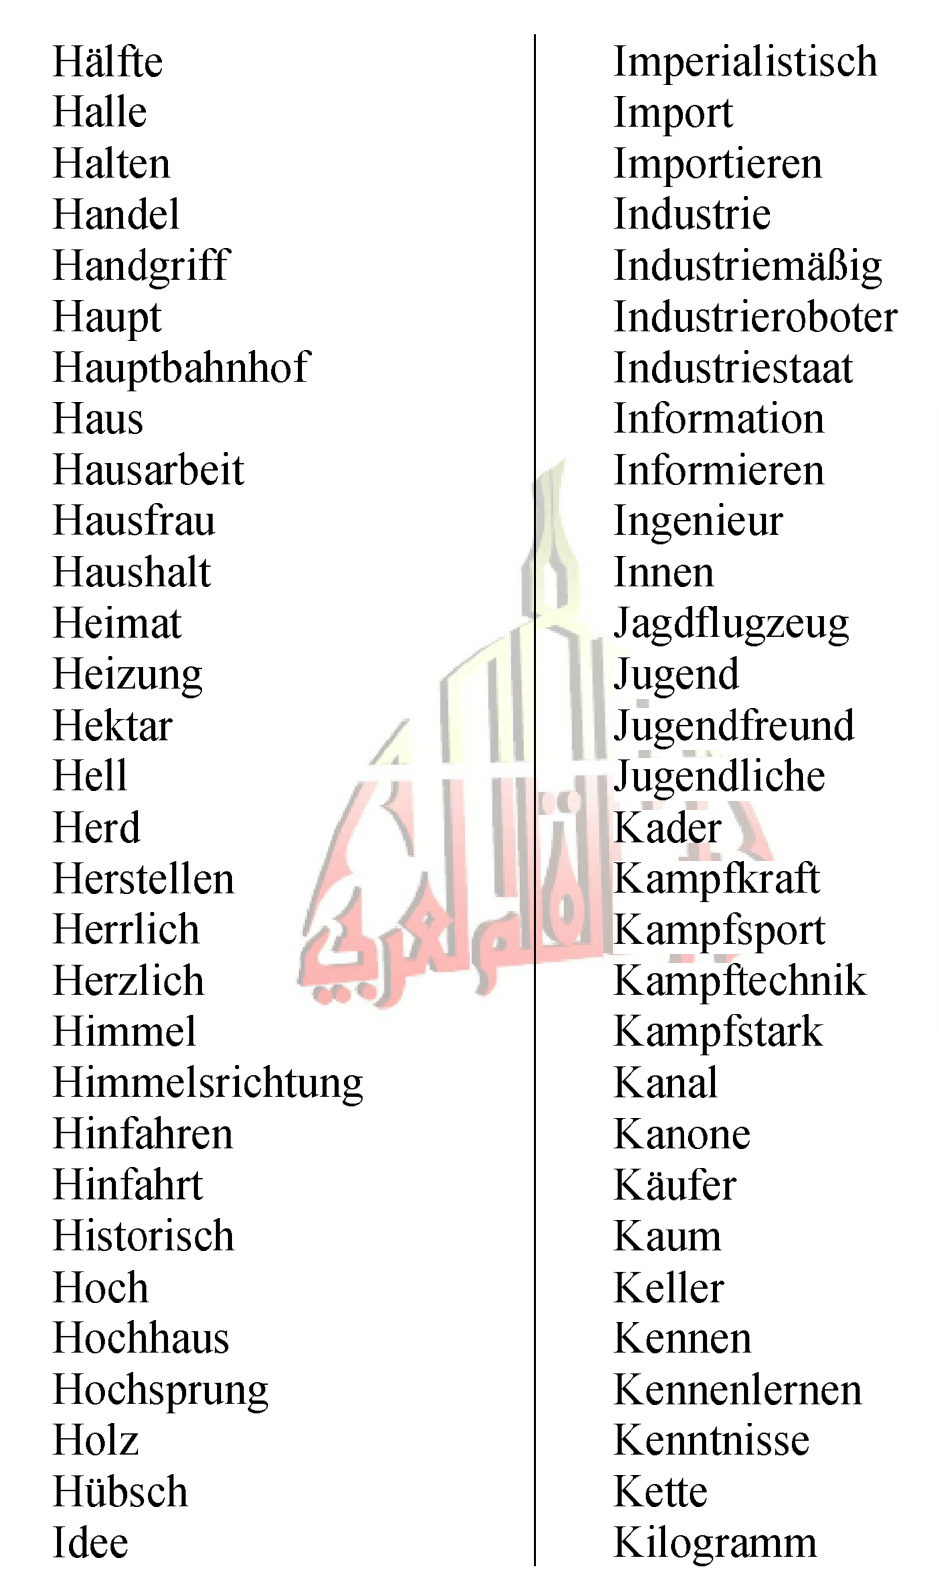 Hälfte
Halle
Halten
Handel
Handgriff
Haupt
Hauptbahnhof
Haus
Hausarbeit
Hausfrau
Haushalt
Heimat
Heizung
Hektar
Hell
Herd
Herstellen
Herrlich
Herzlich
Himmel
Himmelsrichtung
Hinfahren
Hinfahrt
Historisch
Hoch
Hochhaus
Hochsprung
Holz
Hübsch
Idee
Imperialistisch
Import
Importieren
Industrie
Industriemäßig
Industrieroboter
Industriestaat
Information
Informieren
Ingenieur
Innen
Jagdflugzeug
Jugend
Jugendfreund
Jugendliche
Kader
Kampfkraft
Kampfsport
Kampftechnik
Kampfstark
Kanal
Kanone
Käufer
Kaum
Keller
Kennen
Kennenlernen
Kenntnisse
Kette
Kilogramm